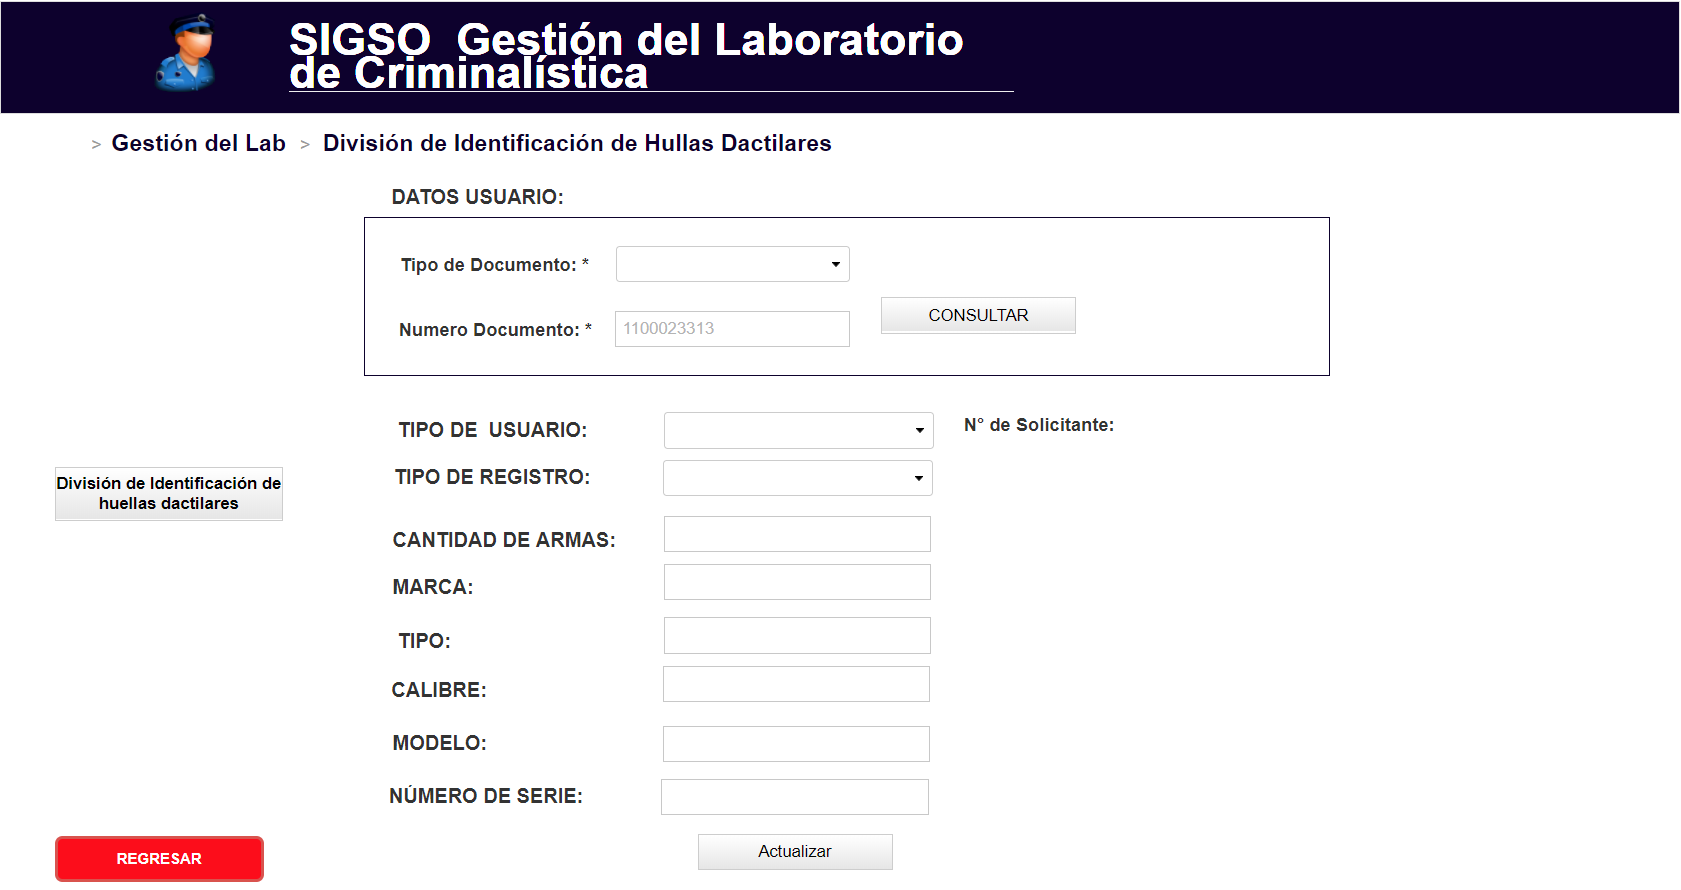 SIGSO  Gestión del Laboratorio
de Criminalística
> Gestión del Lab > División de Identificación de Hullas Dactilares
DATOS USUARIO:
Tipo de Documento: *
Numero Documento: * 1100023313
CONSULTAR
TIPO DE  USUARIO:
N° de Solicitante:
TIPO DE REGISTRO:
División de Identificación de
huellas dactilares
CANTIDAD DE ARMAS:
MARCA:
TIPO:
CALIBRE:
MODELO:
NÚMERO DE SERIE:
REGRESAR
Actualizar